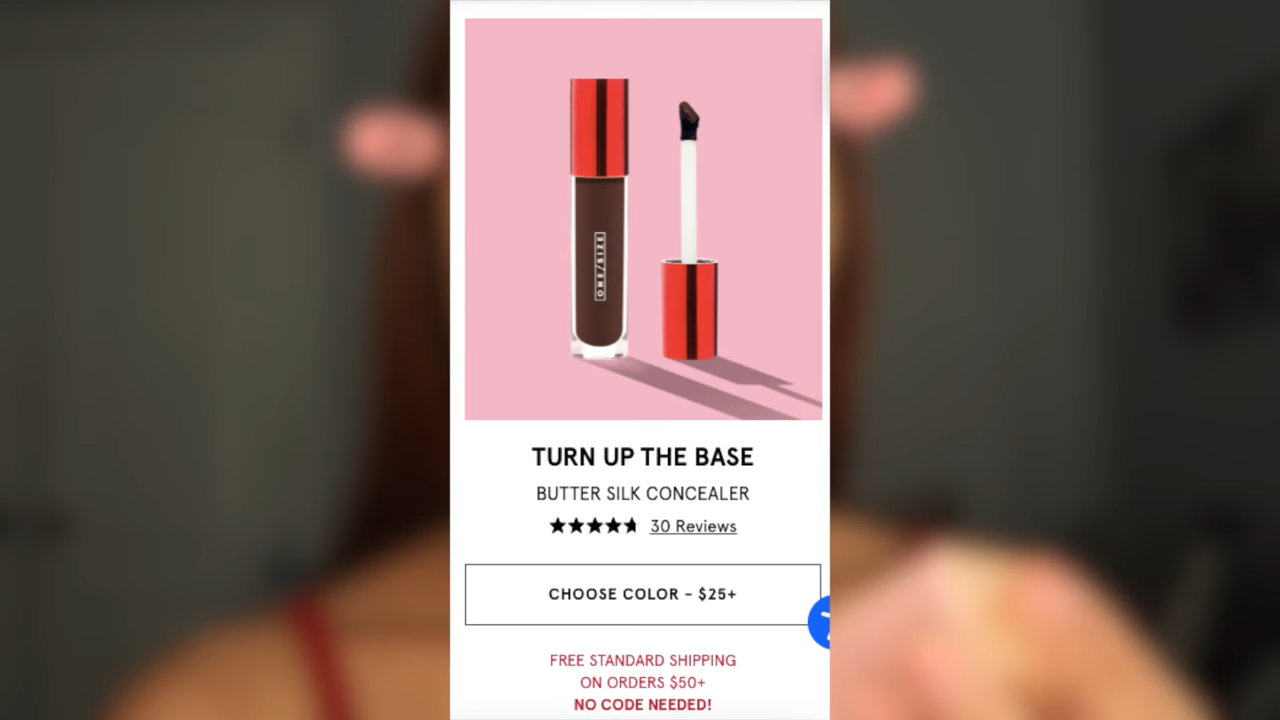 ONE/SIZE
TURN UP THE BASE
BUTTER SILK CONCEALER
30 Reviews
CHOOSE COLOR – $25+
FREE STANDARD SHIPPING
ON ORDERS $50+
NO CODE NEEDED!